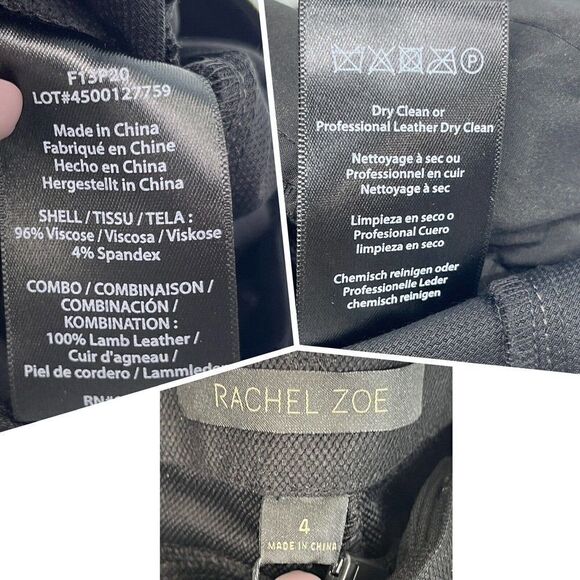 F13P20
LOT#4500127759
Made in China
Fabriqué en Chine
Hecho en China
Hergestellt in China
SHELL / TISSU / TELA :
96% Viscose / Viscosa / Viskose
4% Spandex
COMBO / COMBINAISON /
COMBINACIÓN /
KOMBINATION :
100% Lamb Leather /
Cuir d'agneau /
Piel de cordero / Lammleder
RN#
P
Dry Clean or
Professional Leather Dry Clean
Nettoyage à sec ou
Professionnel en cuir
Nettoyage à sec
Limpieza en seco o
Profesional Cuero
limpieza en seco
Chemisch reinigen oder
Professionelle Leder
chemisch reinigen
RACHEL ZOE
4
MADE IN CHINA